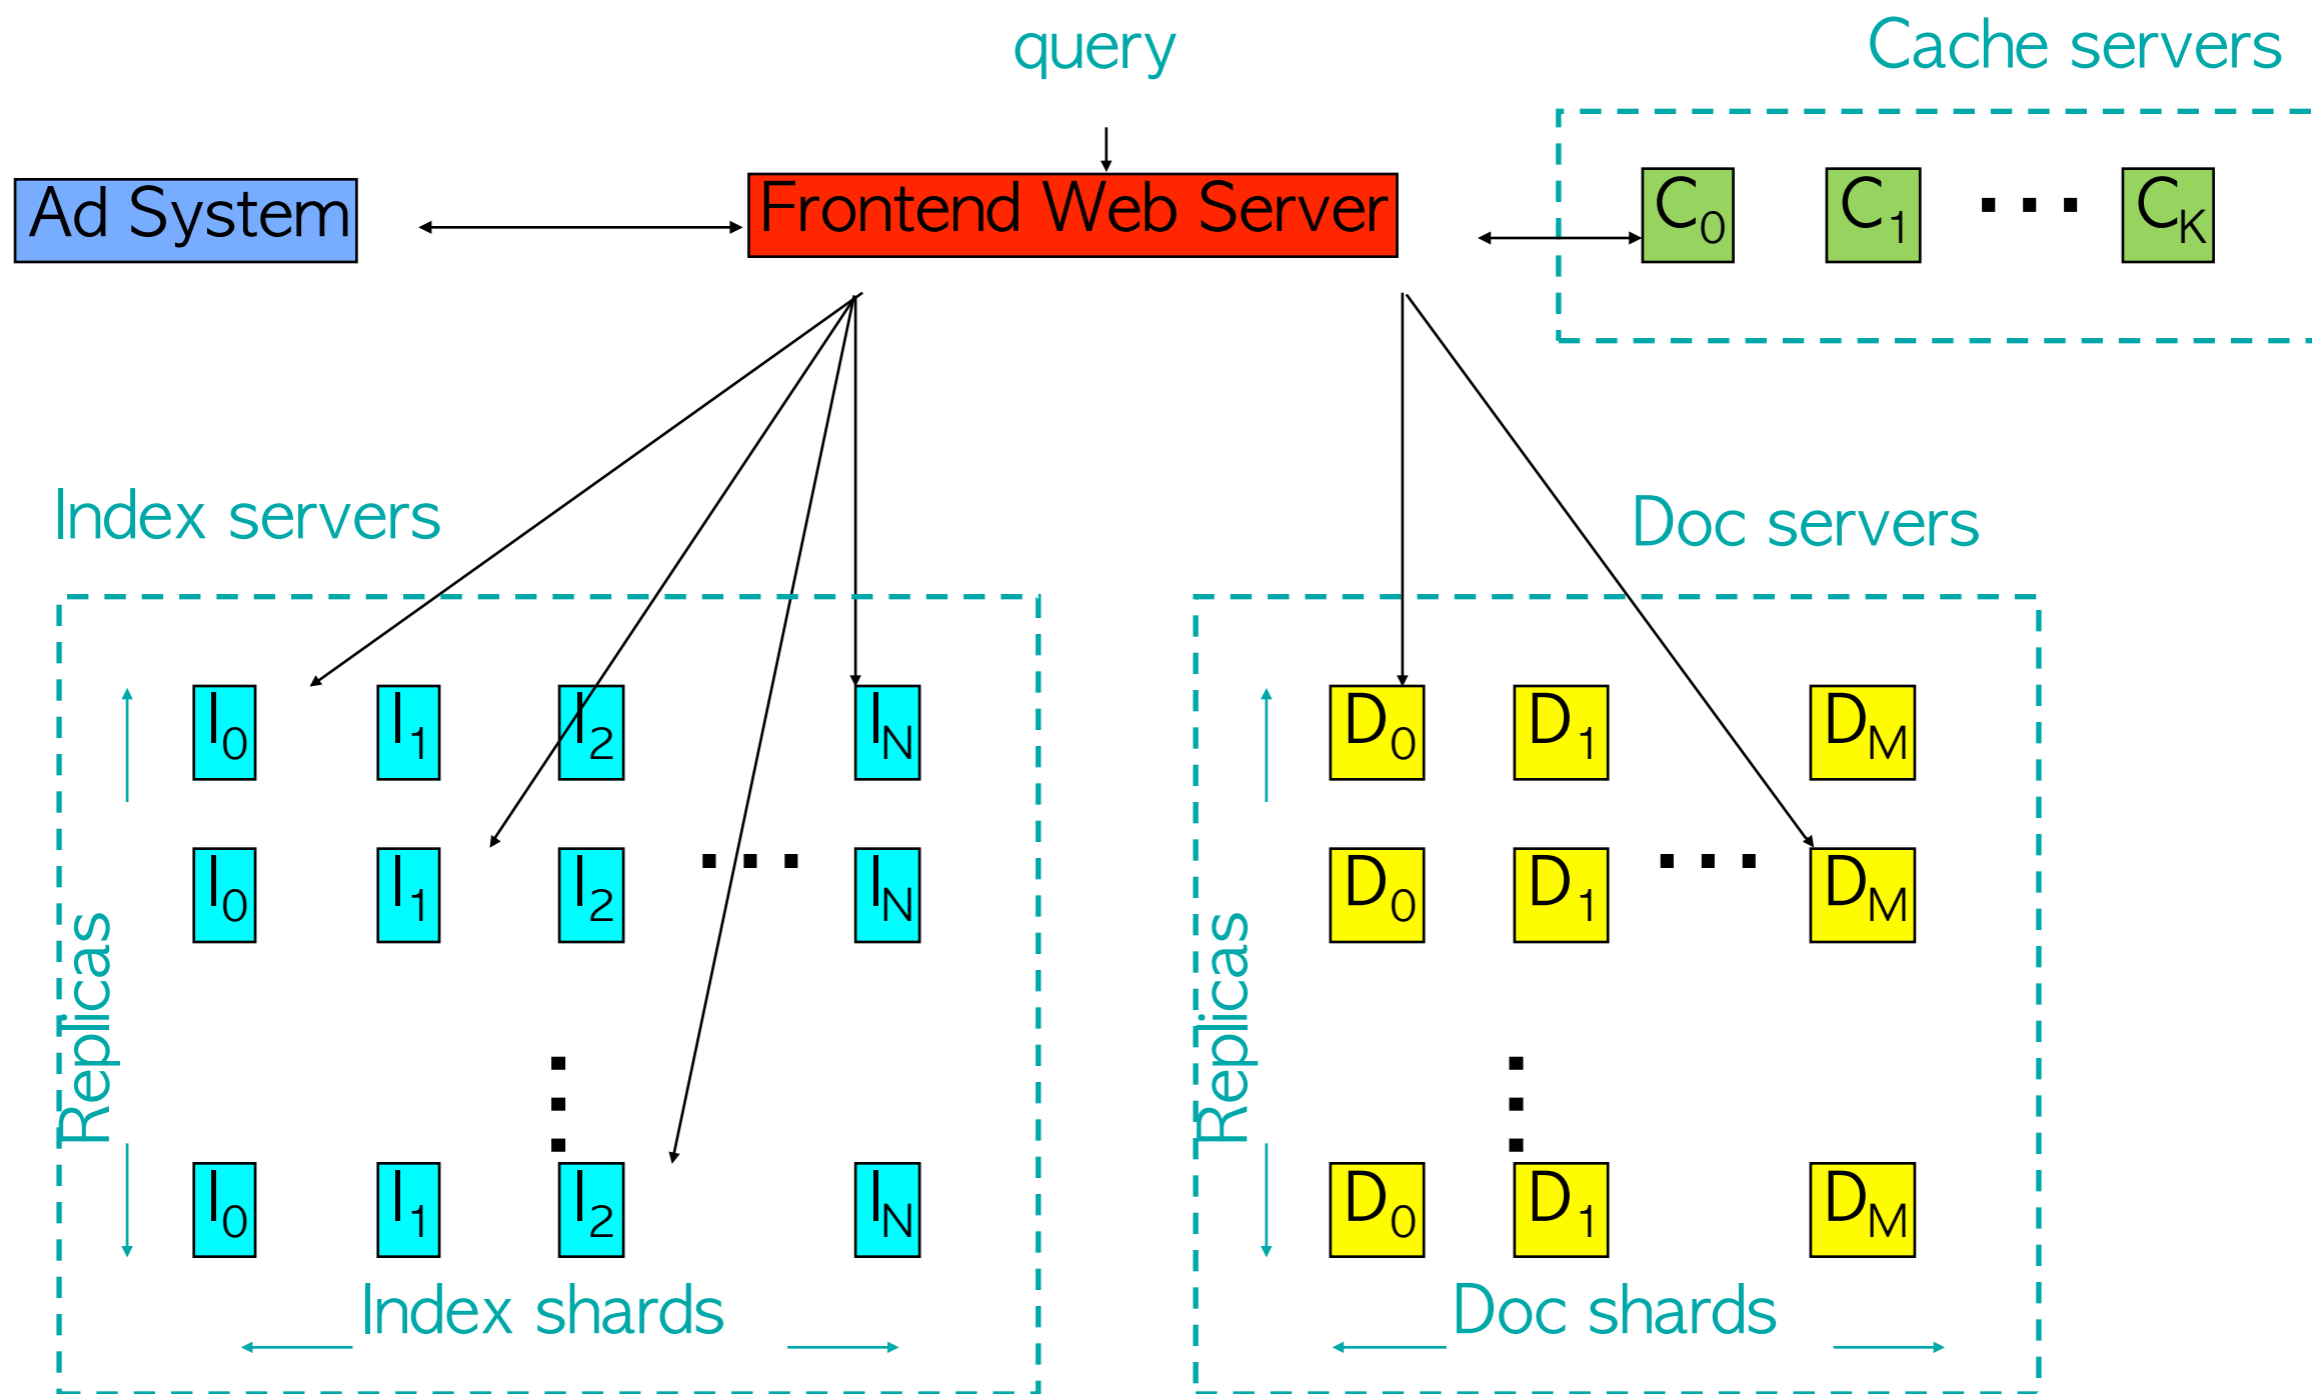 query
Cache servers
Ad System
Frontend Web Server
C0 C1 ... CK
Index servers
Doc servers
I0 I1 I2 IN
D0 D1 DM
I0 I1 I2 ... IN
D0 D1 ... DM
Replicas
Replicas
I0 I1 I2 IN
D0 D1 DM
Index shards
Doc shards